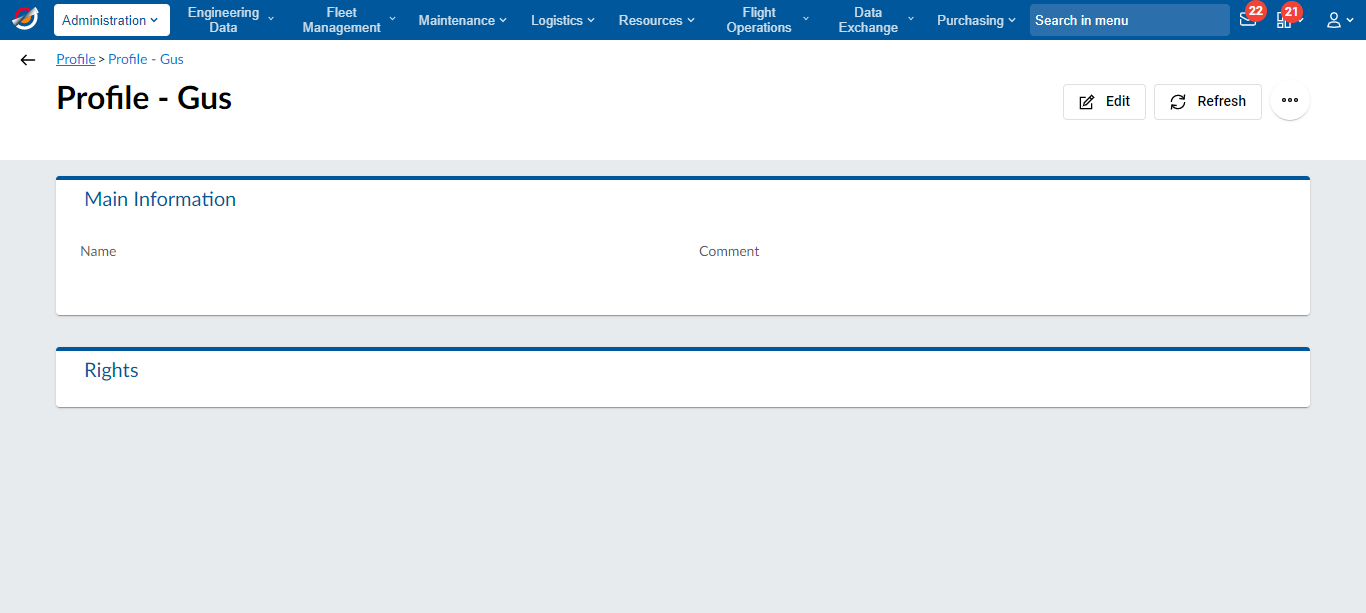 Administration
Engineering
Data
Fleet
Management
Maintenance
Logistics
Resources
Flight
Operations
Data
Exchange
Purchasing
Search in menu
22
21
Profile > Profile - Gus
Profile - Gus
Edit
Refresh
Main Information
Name
Comment
Rights